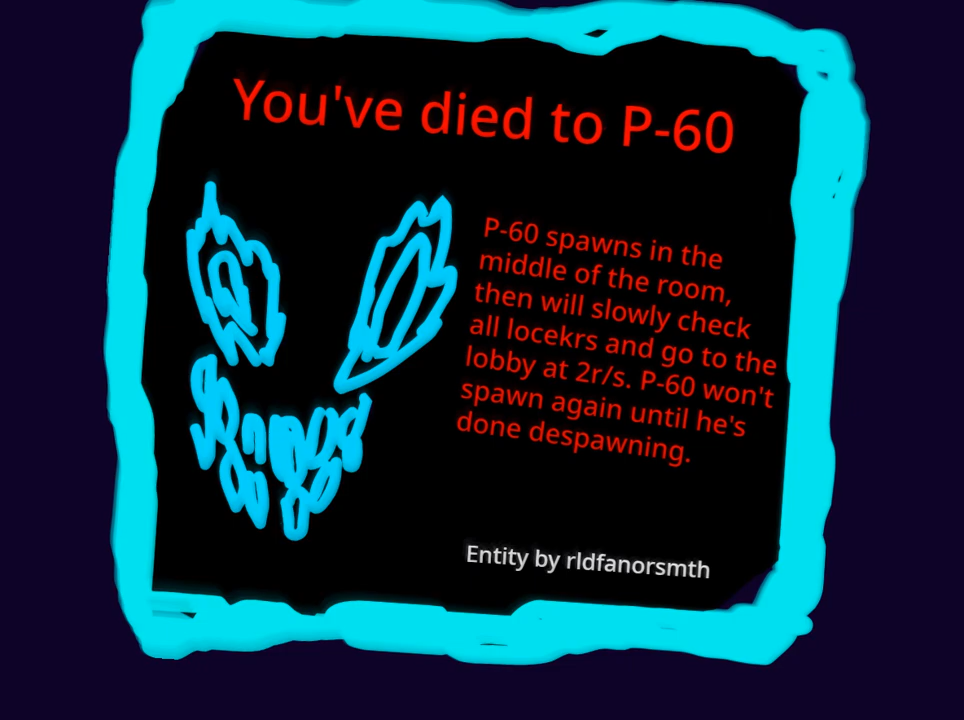 You've died to P-60
P-60 spawns in the
middle of the room,
then will slowly check
all locekrs and go to the
lobby at 2r/s. P-60 won't
spawn again until he's
done despawning.
Entity by rldfanorsmth